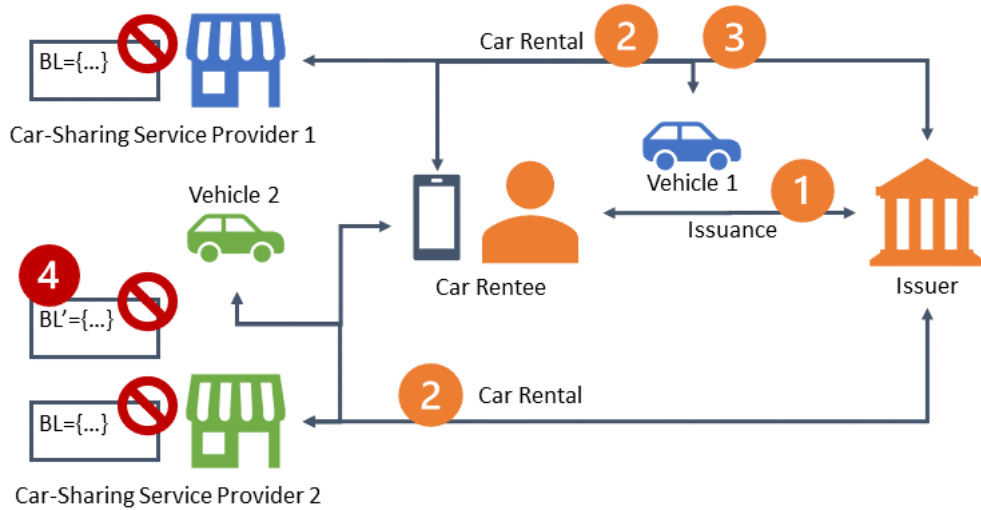 Car Rental
2
3
BL={...}
Car-Sharing Service Provider 1
Vehicle 1
1
Vehicle 2
Issuance
4
Car Rentee
Issuer
BL’={...}
2
Car Rental
BL={...}
Car-Sharing Service Provider 2